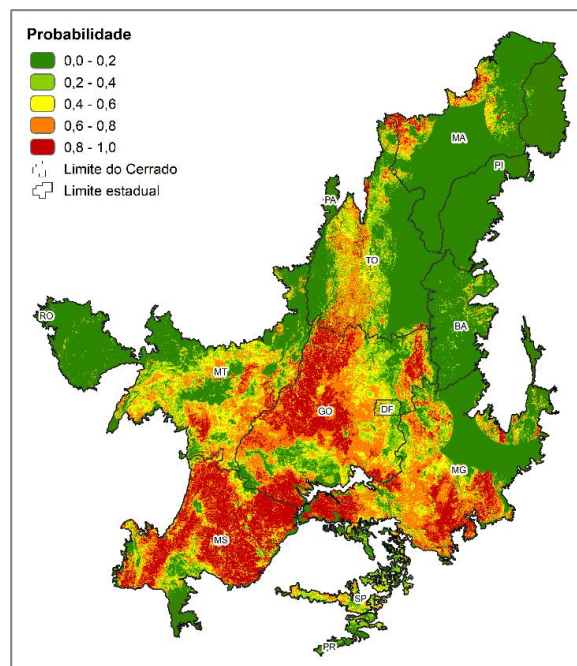 Probabilidade
0,0 - 0,2
0,2 - 0,4
0,4 - 0,6
0,6 - 0,8
0,8 - 1,0
Limite do Cerrado
Limite estadual
MA
PI
PA
TO
RO
BA
MT
GO
DF
MG
MS
SP
PR